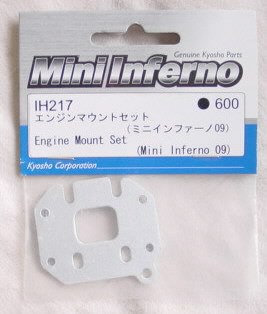 Genuine Kyosho Parts
Mini Inferno
IH217 ● 600
エンジンマウントセット
(ミニインファーノ09)
Engine Mount Set
(Mini Inferno 09)
Kyosho Corporation